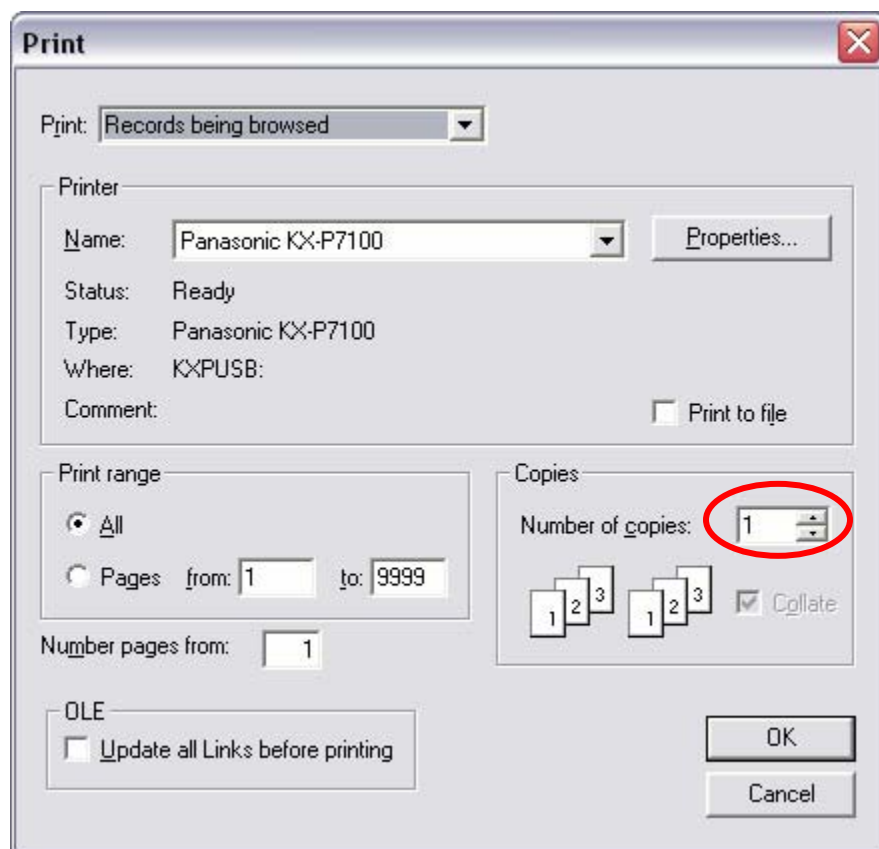 Print
Print: Records being browsed
Printer
Name: Panasonic KX-P7100 Properties...
Status: Ready
Type: Panasonic KX-P7100
Where: KXPUSB:
Comment:
Print to file
Print range
All
Pages from: 1 to: 9999
Copies
Number of copies: 1
1 2 3 1 2 3
Collate
Number pages from: 1
OLE
Update all Links before printing
OK
Cancel